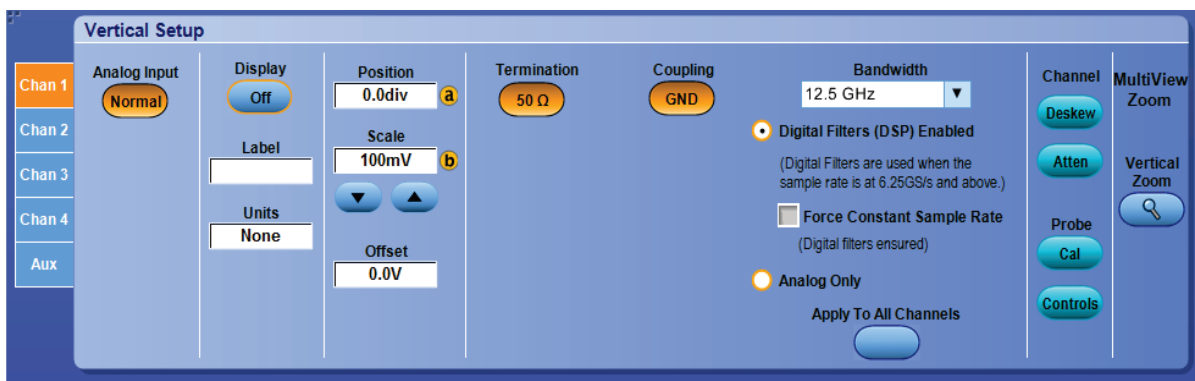 Vertical Setup
Chan 1
Chan 2
Chan 3
Chan 4
Aux
Analog Input
Normal
Display
Off
Label
Units
None
Position
0.0div
a
Scale
100mV
b
Offset
0.0V
Termination
50 Ω
Coupling
GND
Bandwidth
12.5 GHz
Digital Filters (DSP) Enabled
(Digital Filters are used when the
sample rate is at 6.25GS/s and above.)
Force Constant Sample Rate
(Digital filters ensured)
Analog Only
Apply To All Channels
Channel
Deskew
Atten
Probe
Cal
Controls
MultiView
Zoom
Vertical
Zoom